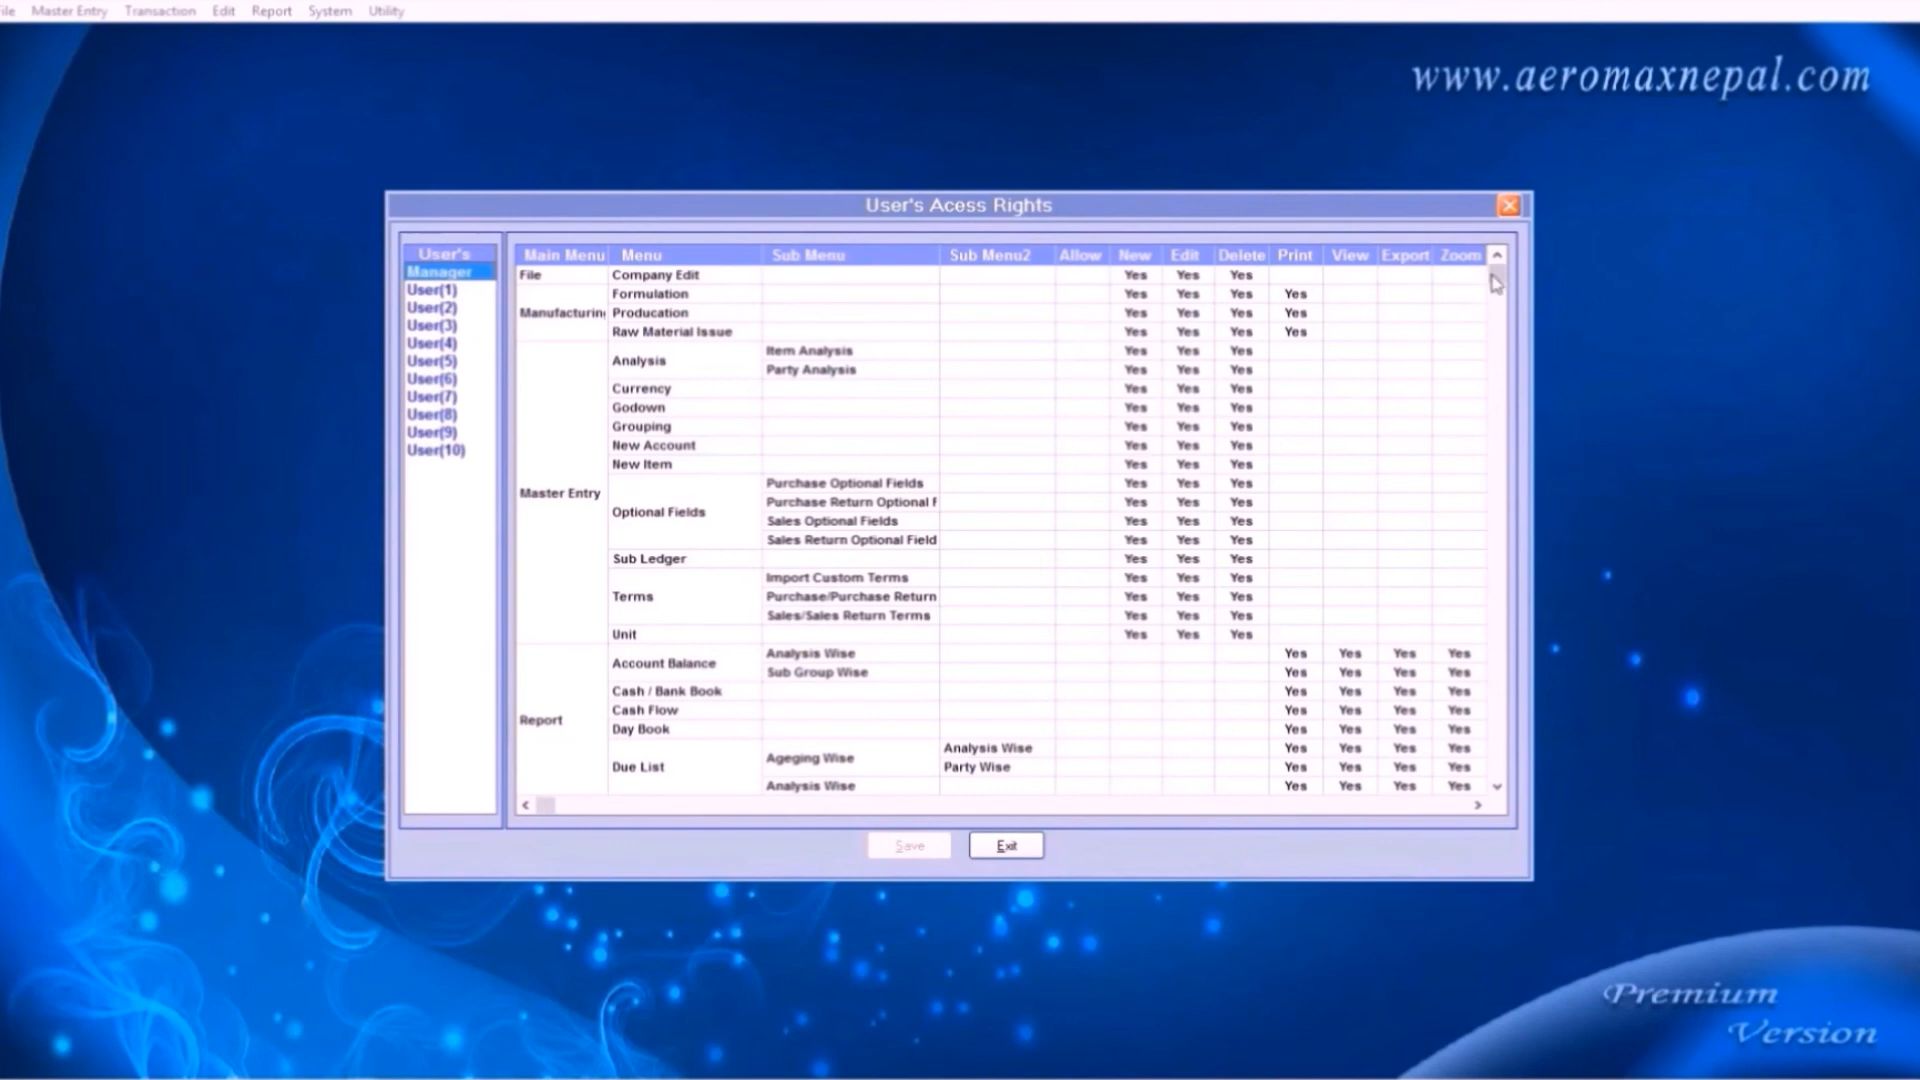 ile Master Entry Transaction Edit Report System Utility
www.aeromaxnepal.com
User's Acess Rights
User's
Manager
User(1)
User(2)
User(3)
User(4)
User(5)
User(6)
User(7)
User(8)
User(9)
User(10)
Main Menu Menu Sub Menu Sub Menu2 Allow New Edit Delete Print View Export Zoom
File Company Edit Yes Yes Yes
Formulation Yes Yes Yes Yes
Manufacturin Producation Yes Yes Yes Yes
Raw Material Issue Yes Yes Yes Yes
Analysis Item Analysis Yes Yes Yes
Party Analysis Yes Yes Yes
Currency Yes Yes Yes
Godown Yes Yes Yes
Grouping Yes Yes Yes
New Account Yes Yes Yes
New Item Yes Yes Yes
Master Entry Optional Fields Purchase Optional Fields Yes Yes Yes
Purchase Return Optional F Yes Yes Yes
Sales Optional Fields Yes Yes Yes
Sales Return Optional Field Yes Yes Yes
Sub Ledger Yes Yes Yes
Terms Import Custom Terms Yes Yes Yes
Purchase/Purchase Return Yes Yes Yes
Sales/Sales Return Terms Yes Yes Yes
Unit Yes Yes Yes
Report Account Balance Analysis Wise Yes Yes Yes Yes
Sub Group Wise Yes Yes Yes Yes
Cash / Bank Book Yes Yes Yes Yes
Cash Flow Yes Yes Yes Yes
Day Book Yes Yes Yes Yes
Due List Ageging Wise Analysis Wise Yes Yes Yes Yes
Party Wise Yes Yes Yes Yes
Analysis Wise Yes Yes Yes Yes
Save Exit
Premium
Version